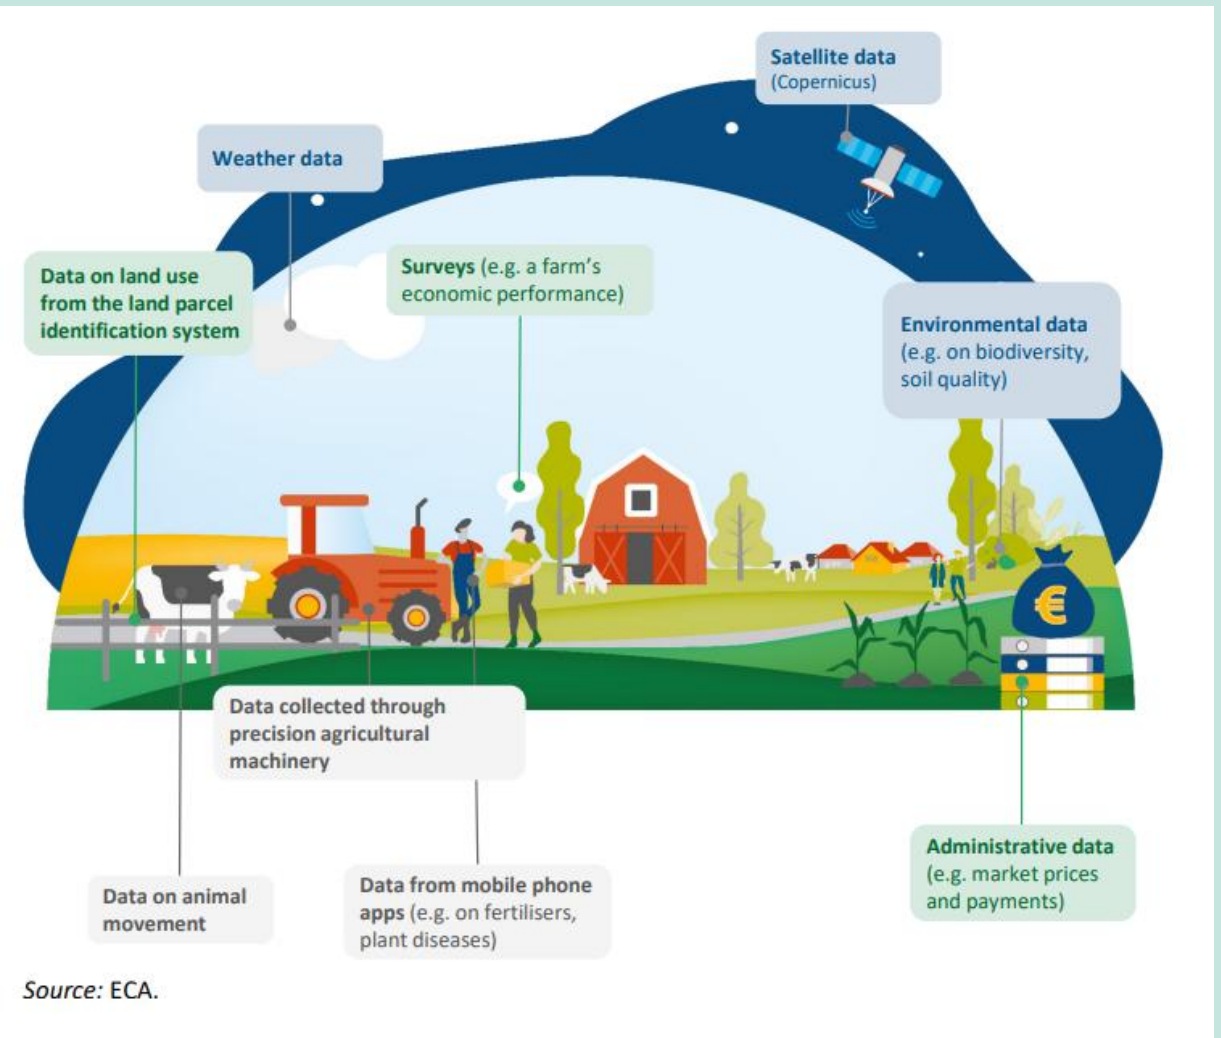 Satellite data
(Copernicus)
Weather data
Surveys (e.g. a farm's
economic performance)
Data on land use
from the land parcel
identification system
Environmental data
(e.g. on biodiversity,
soil quality)
€
Data collected through
precision agricultural
machinery
Administrative data
(e.g. market prices
and payments)
Data on animal
movement
Data from mobile phone
apps (e.g. on fertilisers,
plant diseases)
Source: ECA.